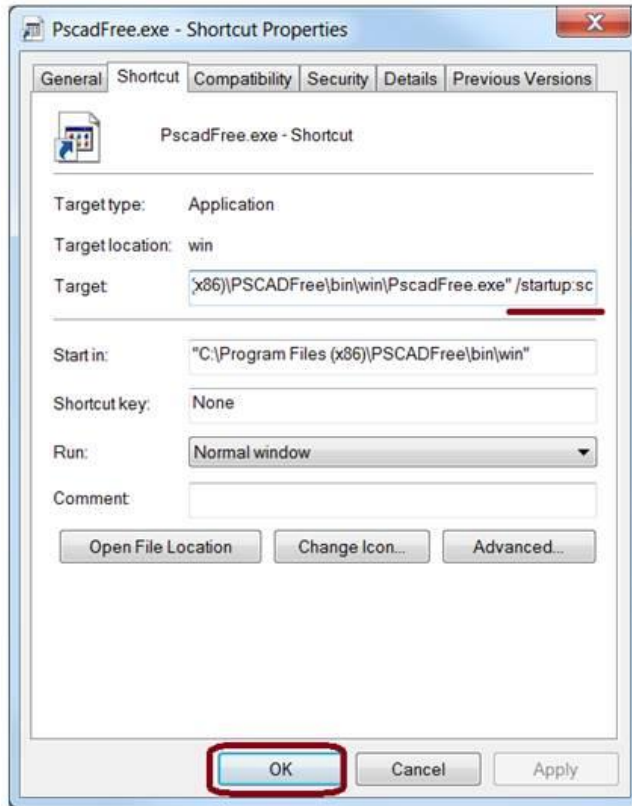 PscadFree.exe - Shortcut Properties
General Shortcut Compatibility Security Details Previous Versions
PscadFree.exe - Shortcut
Target type: Application
Target location: win
Target: x86)\PSCADFree\bin\win\PscadFree.exe" /startup:sc
Start in: "C:\Program Files (x86)\PSCADFree\bin\win"
Shortcut key: None
Run: Normal window
Comment:
Open File Location Change Icon... Advanced...
OK Cancel Apply